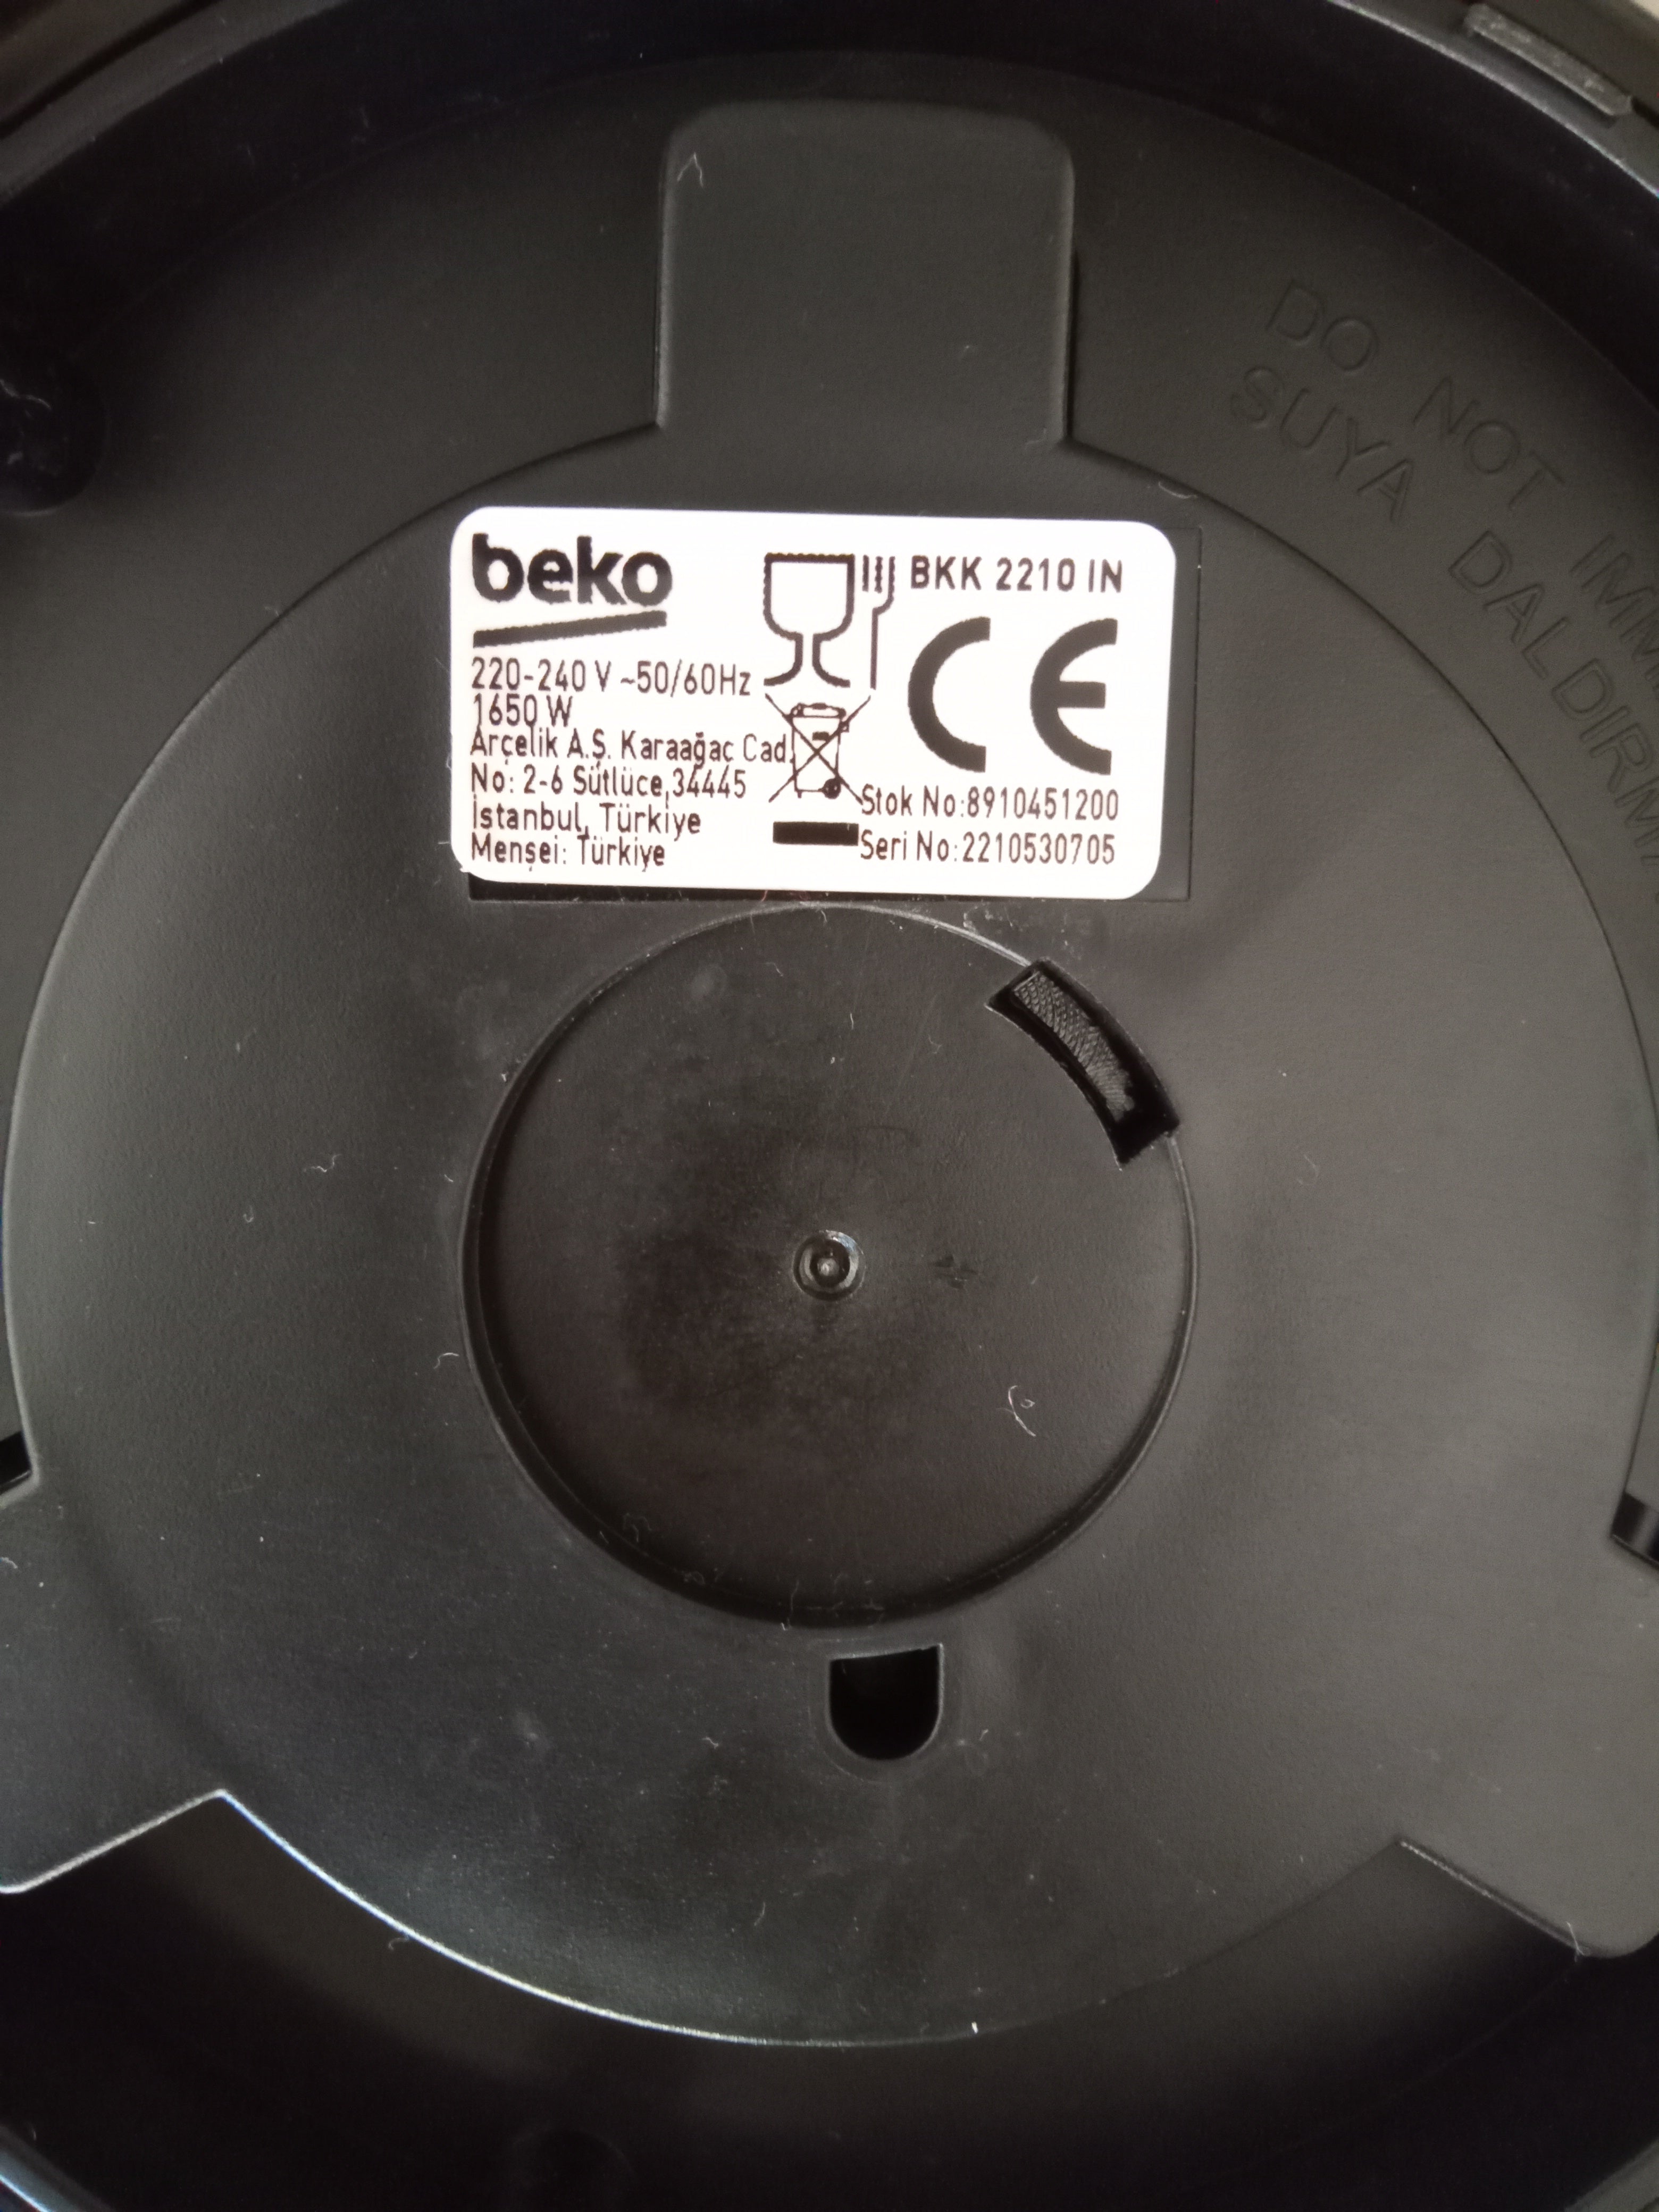 beko
BKK 2210 IN
220-240 V ~50/60Hz
1650 W
CE
Arçelik A.Ş. Karaağaç Cad.
No: 2-6 Sütlüce,34445
İstanbul, Türkiye
Menşei: Türkiye
Stok No:8910451200
Seri No:2210530705
DO NOT
SUYA DALDIRMA